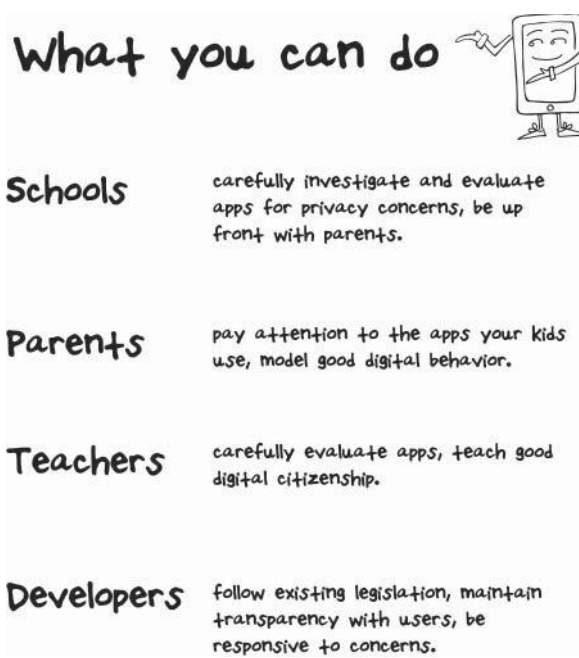 What you can do
Schools
carefully investigate and evaluate
apps for privacy concerns, be up
front with parents.
Parents
pay attention to the apps your kids
use, model good digital behavior.
Teachers
carefully evaluate apps, teach good
digital citizenship.
Developers
follow existing legislation, maintain
transparency with users, be
responsive to concerns.